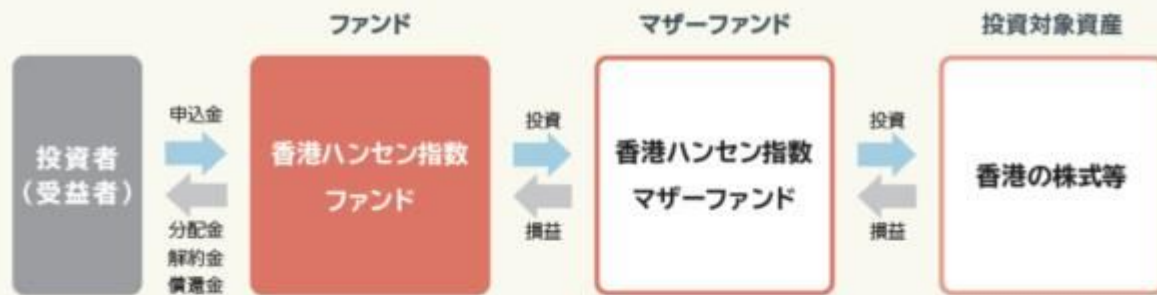 ファンド
マザーファンド
投資対象資産
投資者
(受益者)
申込金
分配金
解約金
償還金
香港ハンセン指数
ファンド
投資
損益
香港ハンセン指数
マザーファンド
投資
損益
香港の株式等